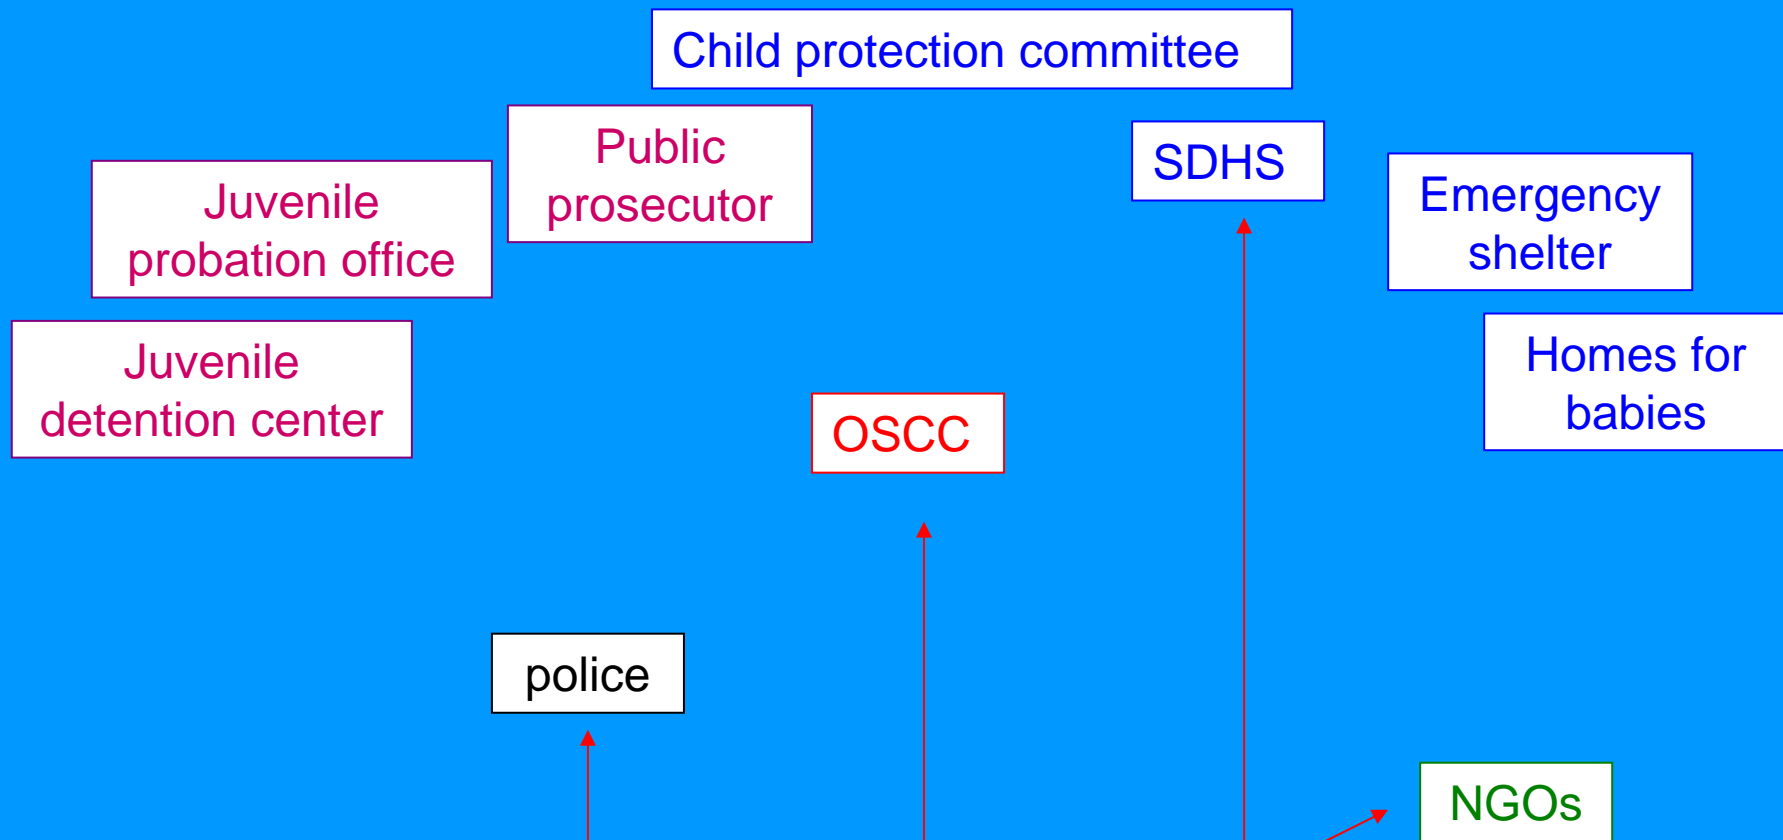 Child protection committee
Public
prosecutor
SDHS
Juvenile
probation office
Emergency
shelter
Juvenile
detention center
Homes for
babies
OSCC
police
NGOs